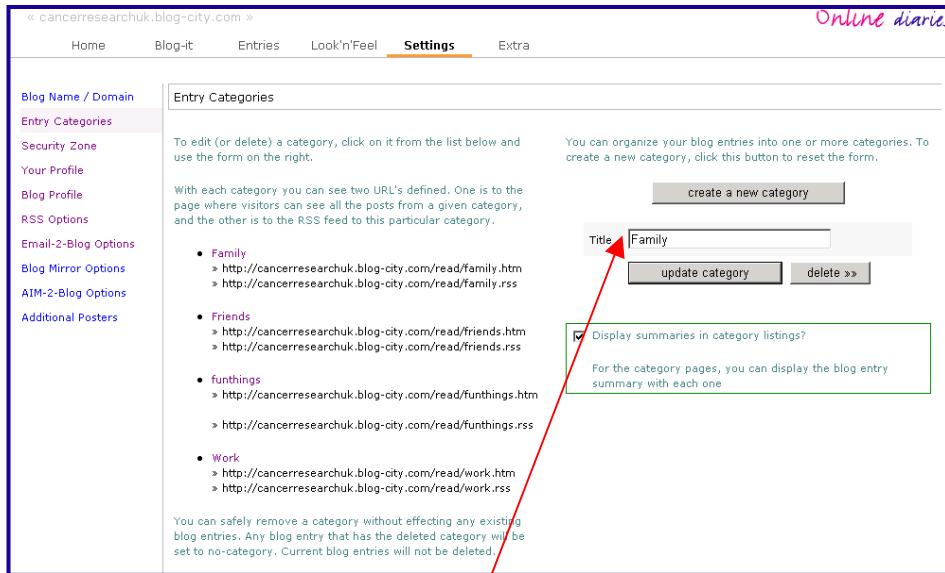 « cancerresearchuk.blog-city.com »
Online diaries
Home Blog-it Entries Look'n'Feel Settings Extra
Blog Name / Domain
Entry Categories
Security Zone
Your Profile
Blog Profile
RSS Options
Email-2-Blog Options
Blog Mirror Options
AIM-2-Blog Options
Additional Posters
Entry Categories
To edit (or delete) a category, click on it from the list below and
use the form on the right.
With each category you can see two URL's defined. One is to the
page where visitors can see all the posts from a given category,
and the other is to the RSS feed to this particular category.
• Family
» http://cancerresearchuk.blog-city.com/read/family.htm
» http://cancerresearchuk.blog-city.com/read/family.rss
• Friends
» http://cancerresearchuk.blog-city.com/read/friends.htm
» http://cancerresearchuk.blog-city.com/read/friends.rss
• funthings
» http://cancerresearchuk.blog-city.com/read/funthings.htm
» http://cancerresearchuk.blog-city.com/read/funthings.rss
• Work
» http://cancerresearchuk.blog-city.com/read/work.htm
» http://cancerresearchuk.blog-city.com/read/work.rss
You can safely remove a category without effecting any existing
blog entries. Any blog entry that has the deleted category will be
set to no-category. Current blog entries will not be deleted.
You can organize your blog entries into one or more categories. To
create a new category, click this button to reset the form.
create a new category
Title Family
update category delete »»
Display summaries in category listings?
For the category pages, you can display the blog entry
summary with each one